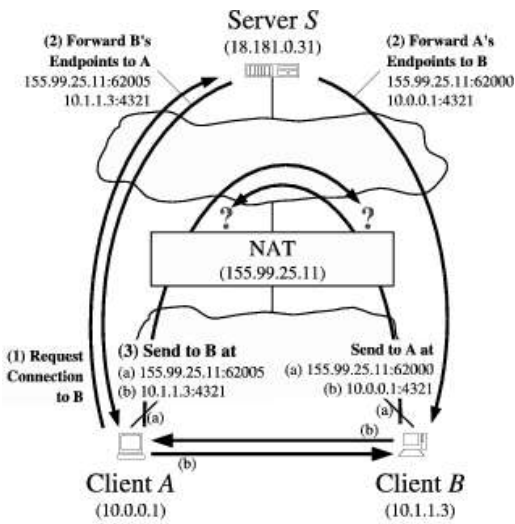 Server S
(18.181.0.31)
(2) Forward B's
Endpoints to A
155.99.25.11:62005
10.1.1.3:4321
(2) Forward A's
Endpoints to B
155.99.25.11:62000
10.0.0.1:4321
?
?
NAT
(155.99.25.11)
(1) Request
Connection
to B
(3) Send to B at
(a) 155.99.25.11:62005
(b) 10.1.1.3:4321
Send to A at
(a) 155.99.25.11:62000
(b) 10.0.0.1:4321
(a)
(a)
(b)
(b)
Client A
(10.0.0.1)
Client B
(10.1.1.3)